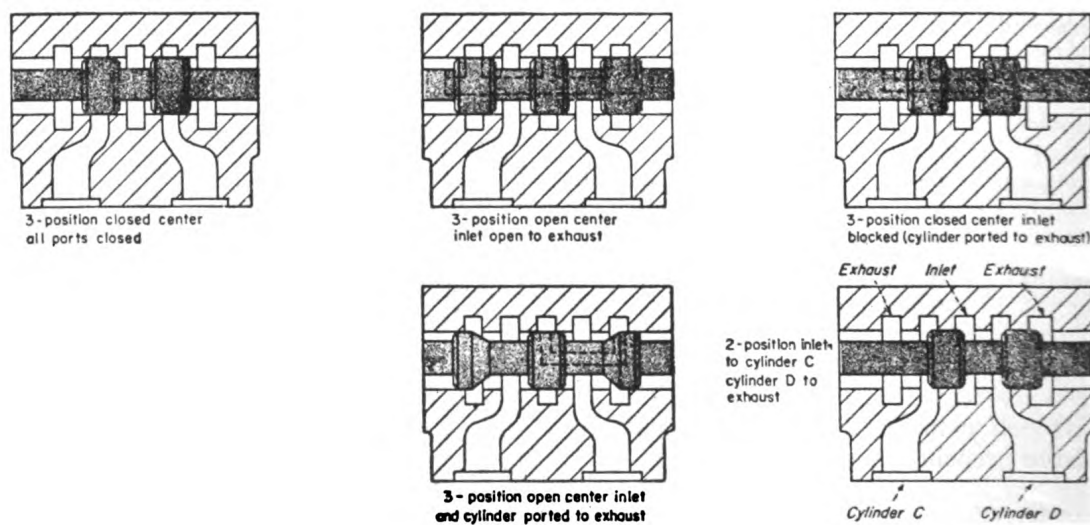 3-position closed center
all ports closed
3-position open center
inlet open to exhaust
3-position closed center inlet
blocked (cylinder ported to exhaust)
3- position open center inlet
and cylinder ported to exhaust
2-position inlet
to cylinder C
cylinder D to
exhaust
Exhaust
Inlet
Exhaust
Cylinder C
Cylinder D